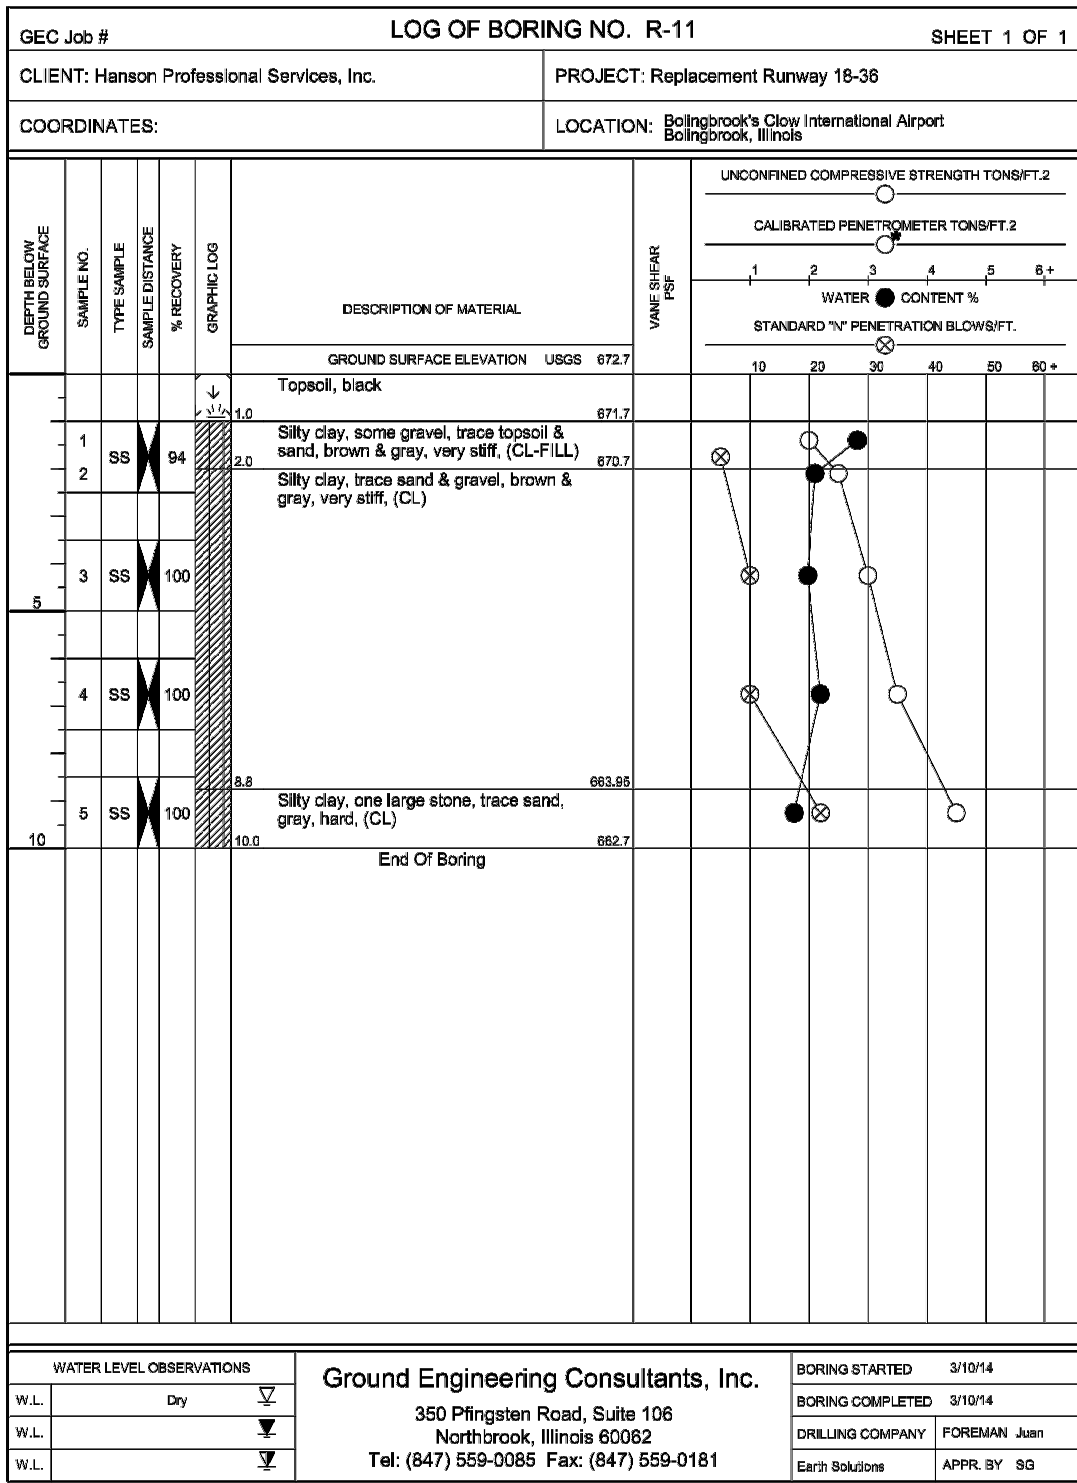 GEC Job #
LOG OF BORING NO. R-11
SHEET 1 OF 1
CLIENT: Hanson Professional Services, Inc.
PROJECT: Replacement Runway 18-36
COORDINATES:
LOCATION: Bolingbrook's Clow International Airport
Bolingbrook, Illinois
DEPTH BELOW
GROUND SURFACE
SAMPLE NO.
TYPE SAMPLE
SAMPLE DISTANCE
% RECOVERY
GRAPHIC LOG
DESCRIPTION OF MATERIAL
GROUND SURFACE ELEVATION USGS 672.7
VANE SHEAR
PSF
UNCONFINED COMPRESSIVE STRENGTH TONS/FT.2
CALIBRATED PENETROMETER TONS/FT.2
*
1 2 3 4 5 6+
WATER CONTENT %
STANDARD "N" PENETRATION BLOWS/FT.
10 20 30 40 50 60 +
Topsoil, black
1.0 671.7
1
2
SS 94
Silty clay, some gravel, trace topsoil &
sand, brown & gray, very stiff, (CL-FILL)
2.0 670.7
Silty clay, trace sand & gravel, brown &
gray, very stiff, (CL)
3 SS 100
5
4 SS 100
8.8 663.95
5 SS 100
Silty clay, one large stone, trace sand,
gray, hard, (CL)
10
10.0 662.7
End Of Boring
WATER LEVEL OBSERVATIONS
W.L. Dry
W.L.
W.L.
Ground Engineering Consultants, Inc.
350 Pfingsten Road, Suite 106
Northbrook, Illinois 60062
Tel: (847) 559-0085 Fax: (847) 559-0181
BORING STARTED 3/10/14
BORING COMPLETED 3/10/14
DRILLING COMPANY FOREMAN Juan
Earth Solutions APPR. BY SG